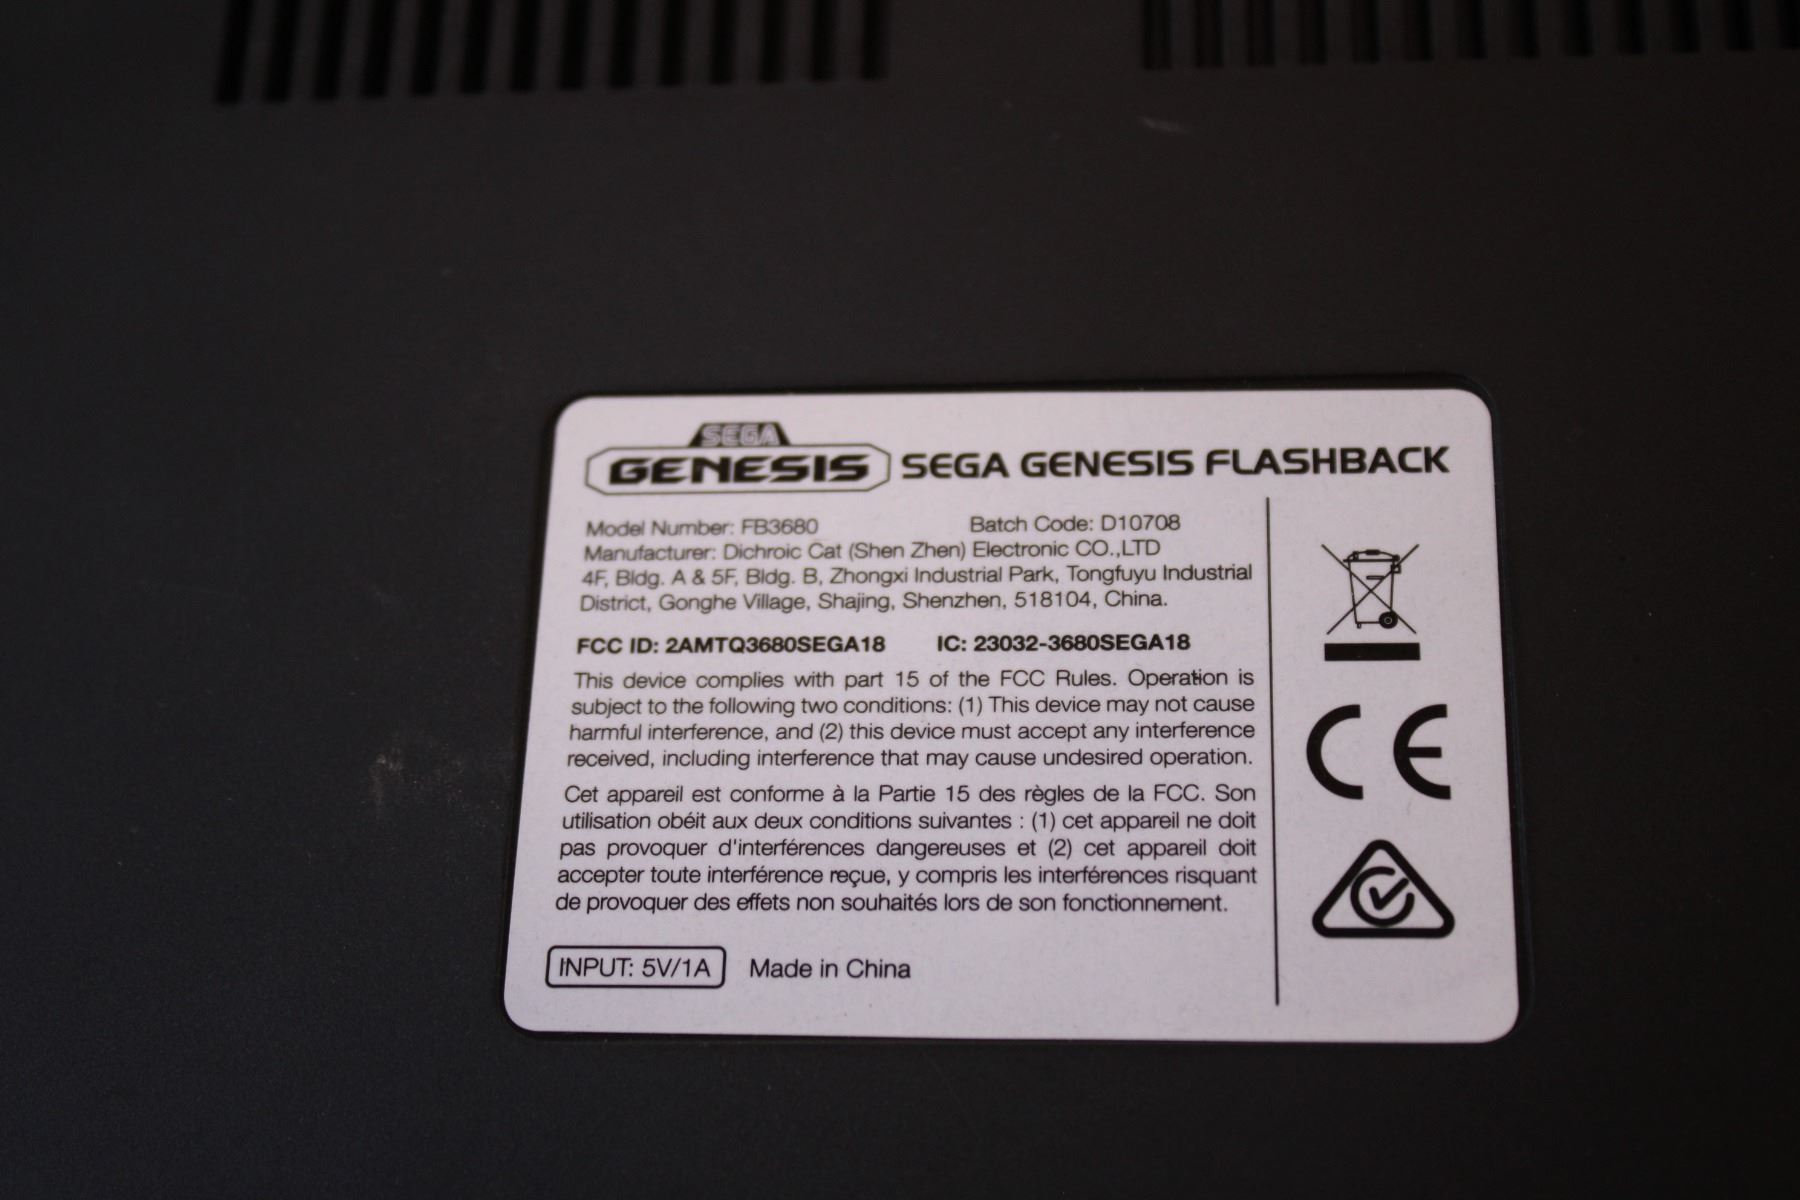 SEGA
GENESIS
SEGA GENESIS FLASHBACK
Model Number: FB3680 Batch Code: D10708
Manufacturer: Dichroic Cat (Shen Zhen) Electronic CO.,LTD
4F, Bldg. A & 5F, Bldg. B, Zhongxi Industrial Park, Tongfuyu Industrial
District, Gonghe Village, Shajing, Shenzhen, 518104, China.
FCC ID: 2AMTQ3680SEGA18 IC: 23032-3680SEGA18
This device complies with part 15 of the FCC Rules. Operation is
subject to the following two conditions: (1) This device may not cause
harmful interference, and (2) this device must accept any interference
received, including interference that may cause undesired operation.
Cet appareil est conforme à la Partie 15 des règles de la FCC. Son
utilisation obéit aux deux conditions suivantes : (1) cet appareil ne doit
pas provoquer d'interférences dangereuses et (2) cet appareil doit
accepter toute interférence reçue, y compris les interférences risquant
de provoquer des effets non souhaités lors de son fonctionnement.
INPUT: 5V/1A Made in China
CE